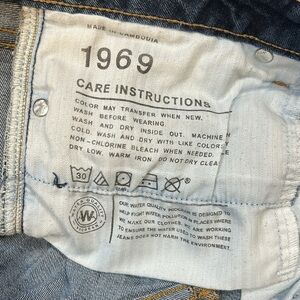 MADE IN CAMBODIA
1969
CARE INSTRUCTIONS
COLOR MAY TRANSFER WHEN NEW.
WASH BEFORE WEARING.
WASH AND DRY INSIDE OUT. MACHINE
COLD. WASH AND DRY WITH LIKE COLORS
NON-CHLORINE BLEACH WHEN NEEDED.
DRY LOW. WARM IRON. DO NOT DRY CLEAN
30
W
OUR WATER QUALITY PROGRAM IS DESIGNED TO
HELP FIGHT WATER POLLUTION IN PLACES WHERE
WE MAKE OUR CLOTHES. WE ARE ALSO WORKING
TO ENSURE THE WATER USED TO WASH THESE
JEANS DOES NOT HARM THE ENVIRONMENT.